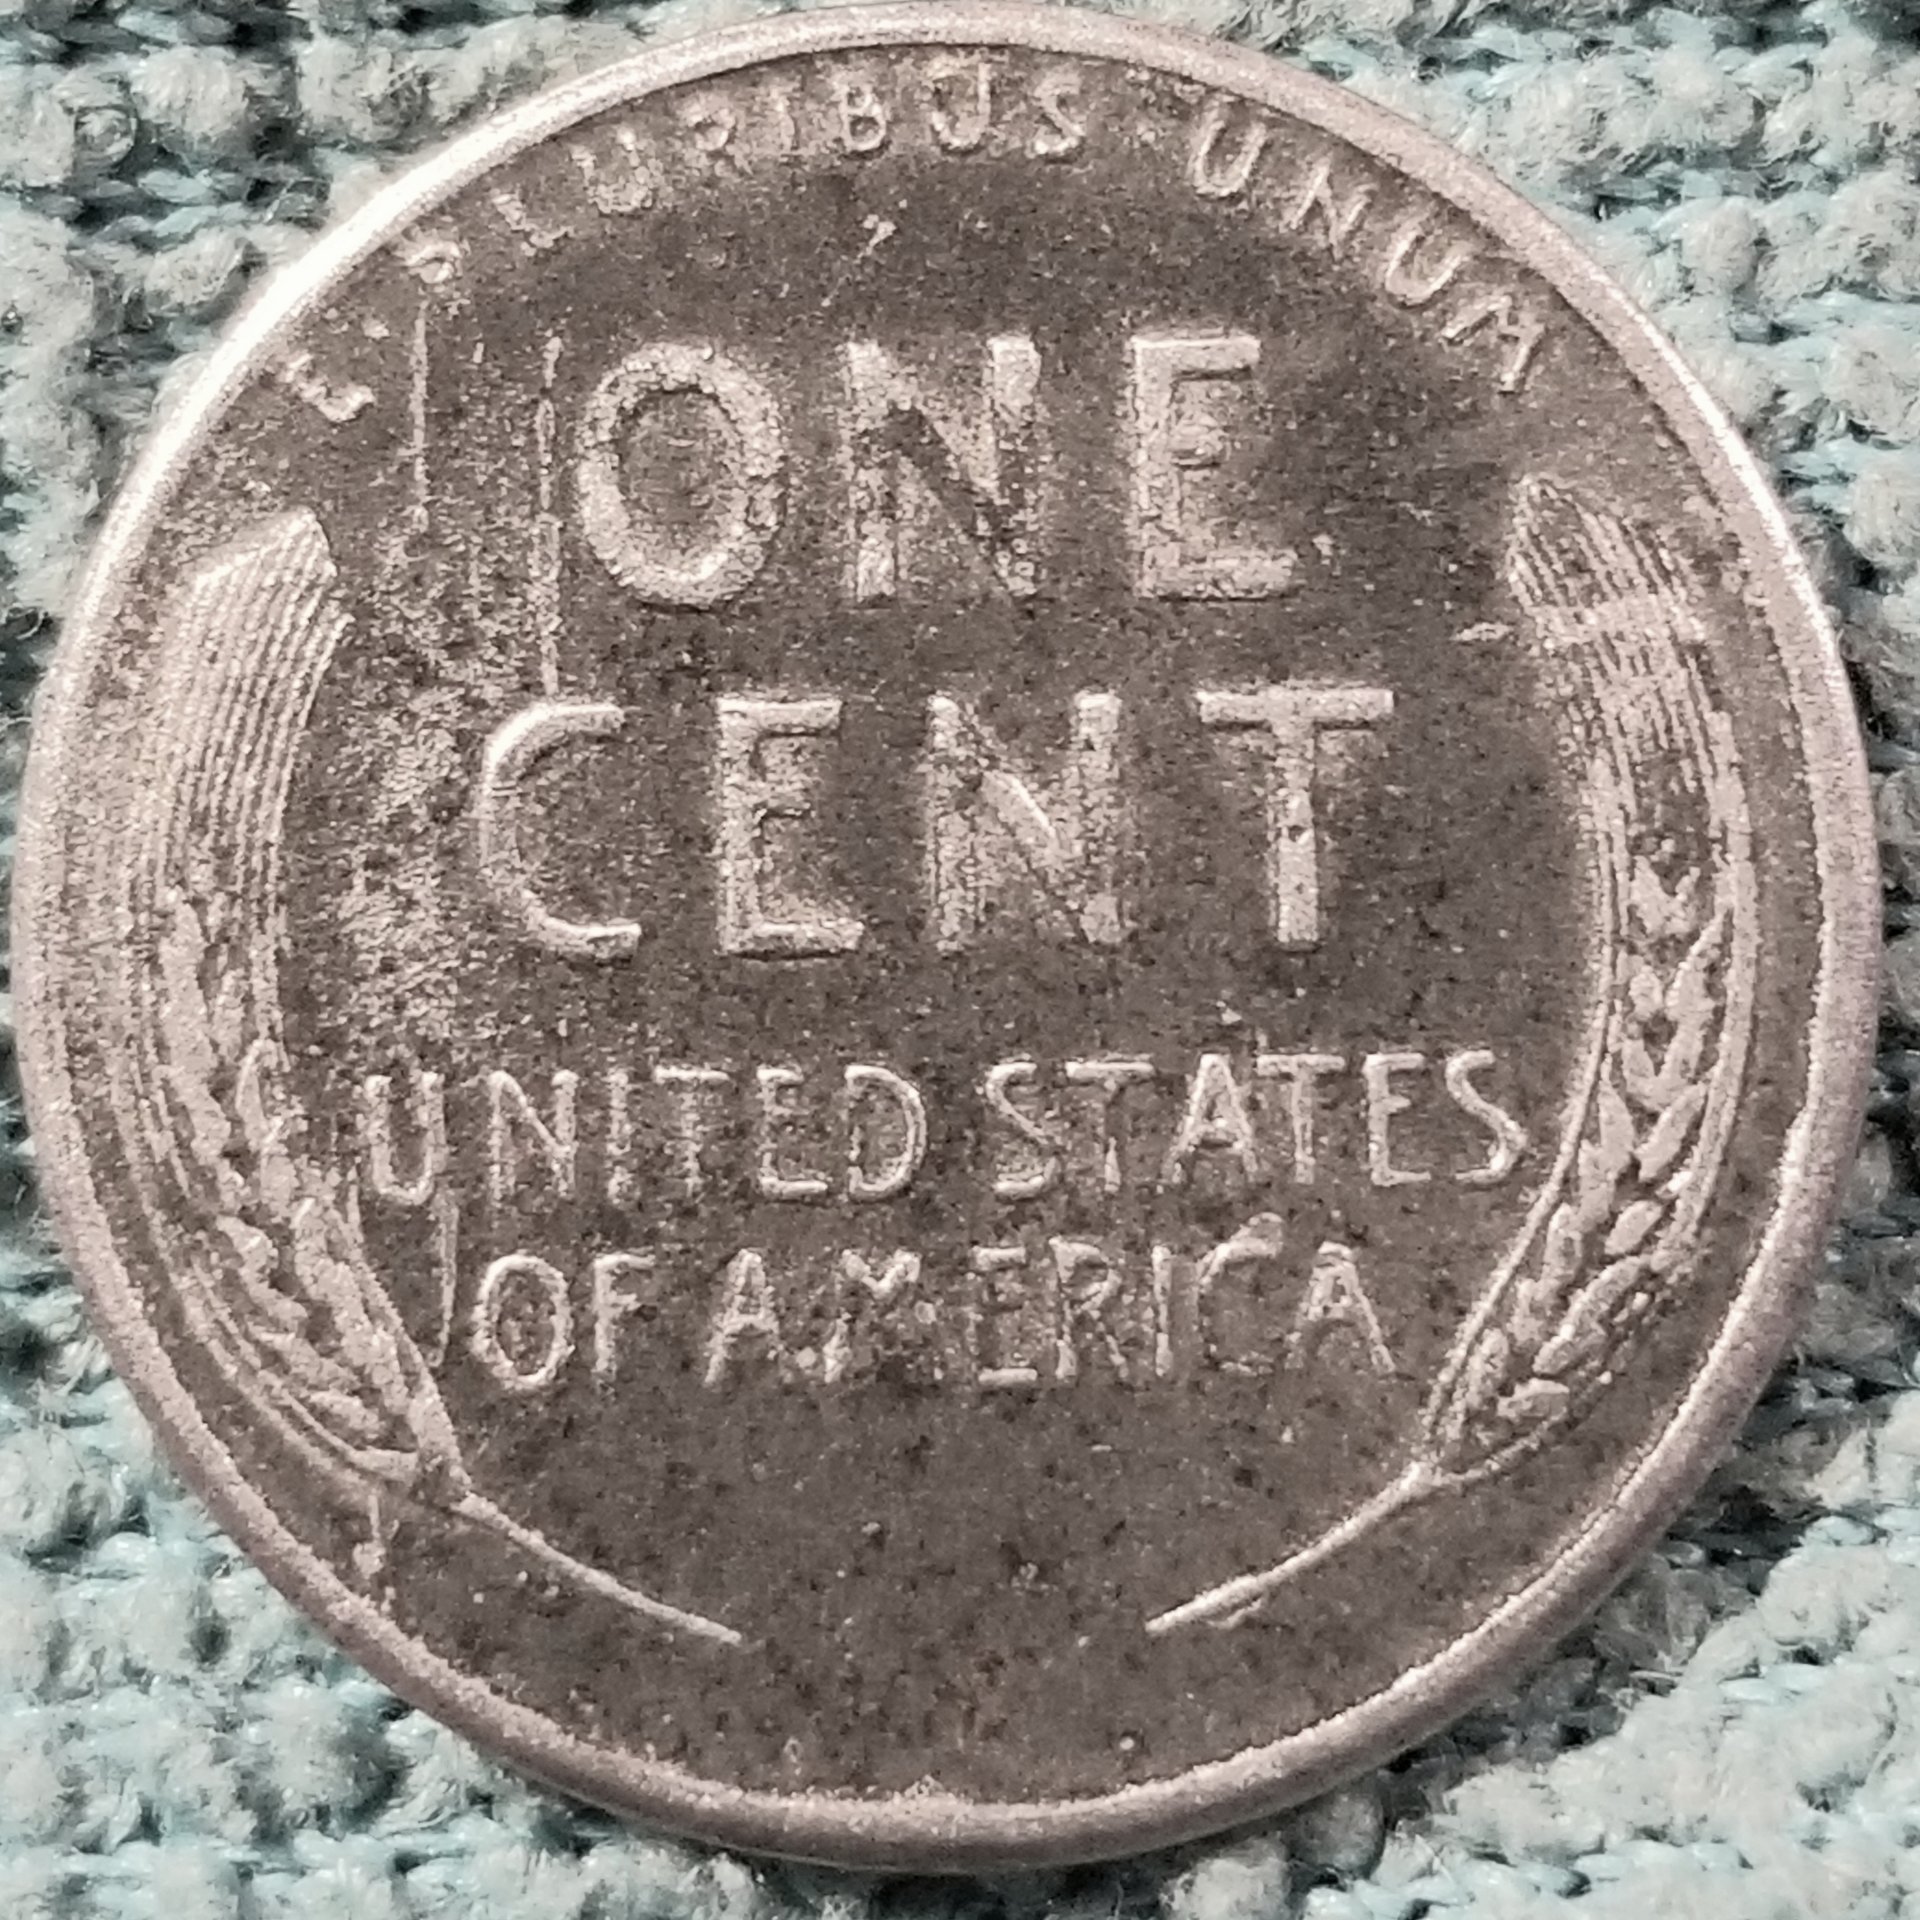 E·PLURIBUS·UNUM
ONE
CENT
UNITED STATES
OF AMERICA